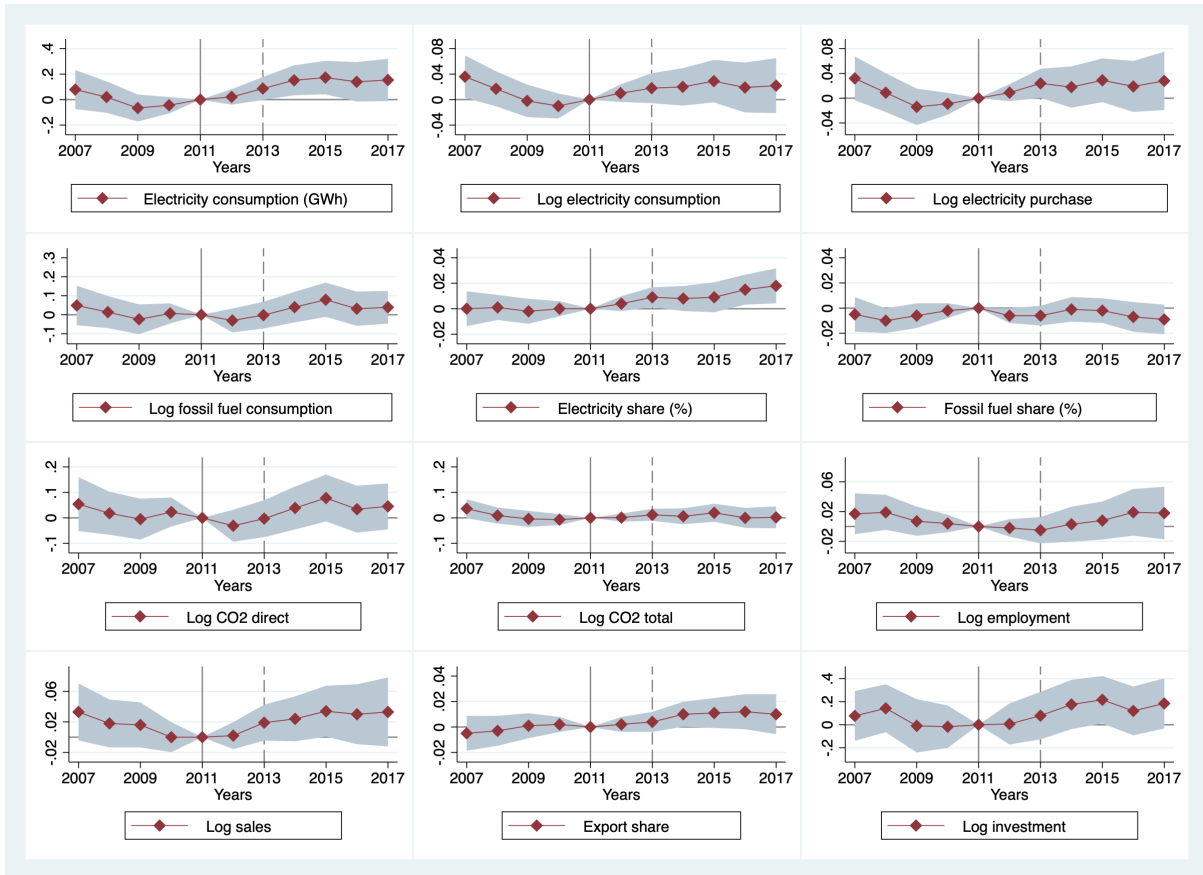 -.2 0 .2 .4
2007 2009 2011 2013 2015 2017
Years
Electricity consumption (GWh)
-.04 0 .04 .08
2007 2009 2011 2013 2015 2017
Years
Log electricity consumption
-.04 0 .04 .08
2007 2009 2011 2013 2015 2017
Years
Log electricity purchase
-.1 0 .1 .2 .3
2007 2009 2011 2013 2015 2017
Years
Log fossil fuel consumption
-.02 0 .02 .04
2007 2009 2011 2013 2015 2017
Years
Electricity share (%)
-.02 0 .02 .04
2007 2009 2011 2013 2015 2017
Years
Fossil fuel share (%)
-.1 0 .1 .2
2007 2009 2011 2013 2015 2017
Years
Log CO2 direct
-.1 0 .1 .2
2007 2009 2011 2013 2015 2017
Years
Log CO2 total
-.02 .02 .06
2007 2009 2011 2013 2015 2017
Years
Log employment
-.02 .02 .06
2007 2009 2011 2013 2015 2017
Years
Log sales
-.02 0 .02 .04
2007 2009 2011 2013 2015 2017
Years
Export share
-.2 0 .2 .4
2007 2009 2011 2013 2015 2017
Years
Log investment